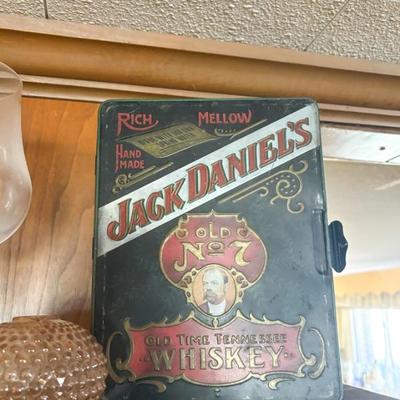 RICH MELLOW
HAND
MADE
JACK DANIEL'S
OLD
No 7
OLD TIME TENNESSEE
WHISKEY